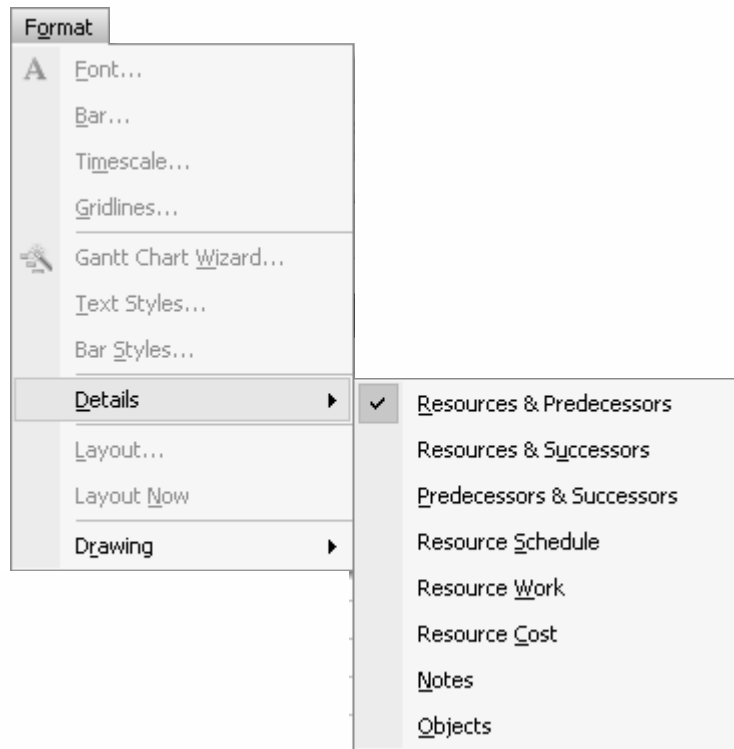 Format
Font...
Bar...
Timescale...
Gridlines...
Gantt Chart Wizard...
Text Styles...
Bar Styles...
Details
Layout...
Layout Now
Drawing
Resources & Predecessors
Resources & Successors
Predecessors & Successors
Resource Schedule
Resource Work
Resource Cost
Notes
Objects